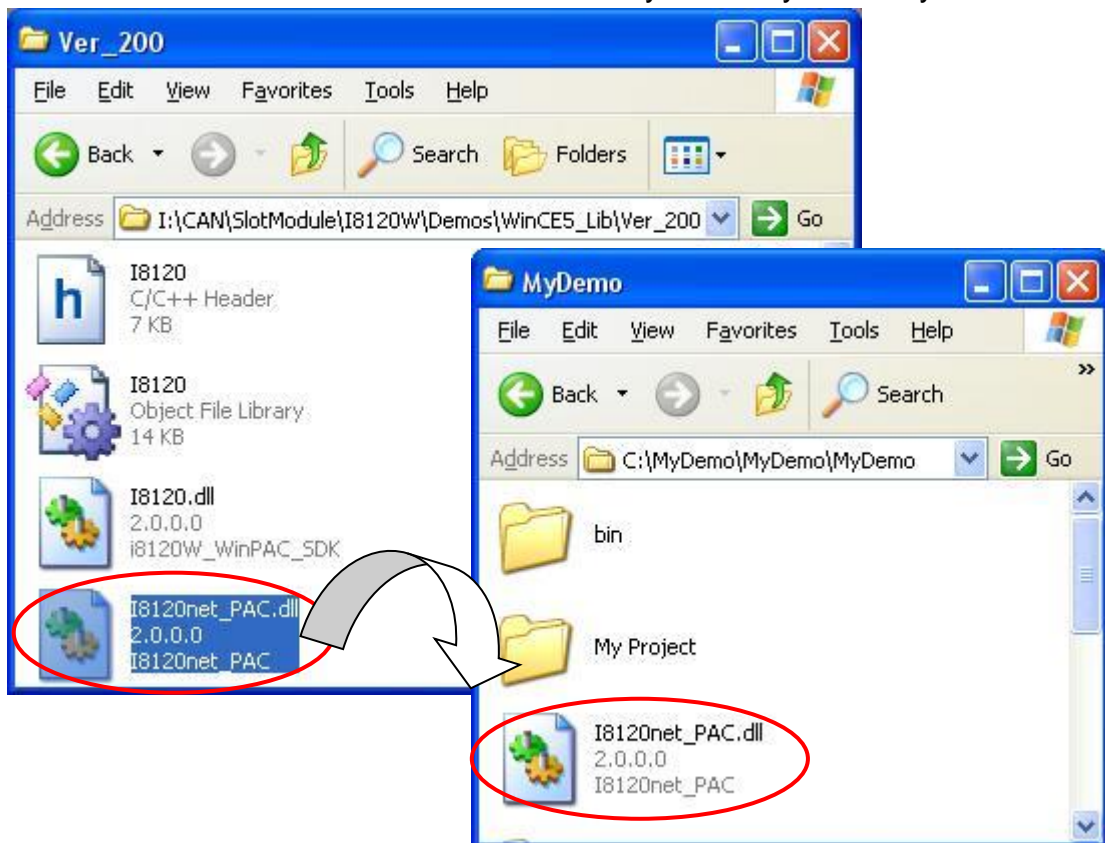 Ver_200
File Edit View Favorites Tools Help
Back Search Folders
Address I:\CAN\SlotModule\I8120W\Demos\WinCE5_Lib\Ver_200 Go
I8120
C/C++ Header
7 KB
I8120
Object File Library
14 KB
I8120.dll
2.0.0.0
i8120W_WinPAC_SDK
I8120net_PAC.dll
2.0.0.0
I8120net_PAC
MyDemo
File Edit View Favorites Tools Help
Back Search »
Address C:\MyDemo\MyDemo\MyDemo Go
bin
My Project
I8120net_PAC.dll
2.0.0.0
I8120net_PAC